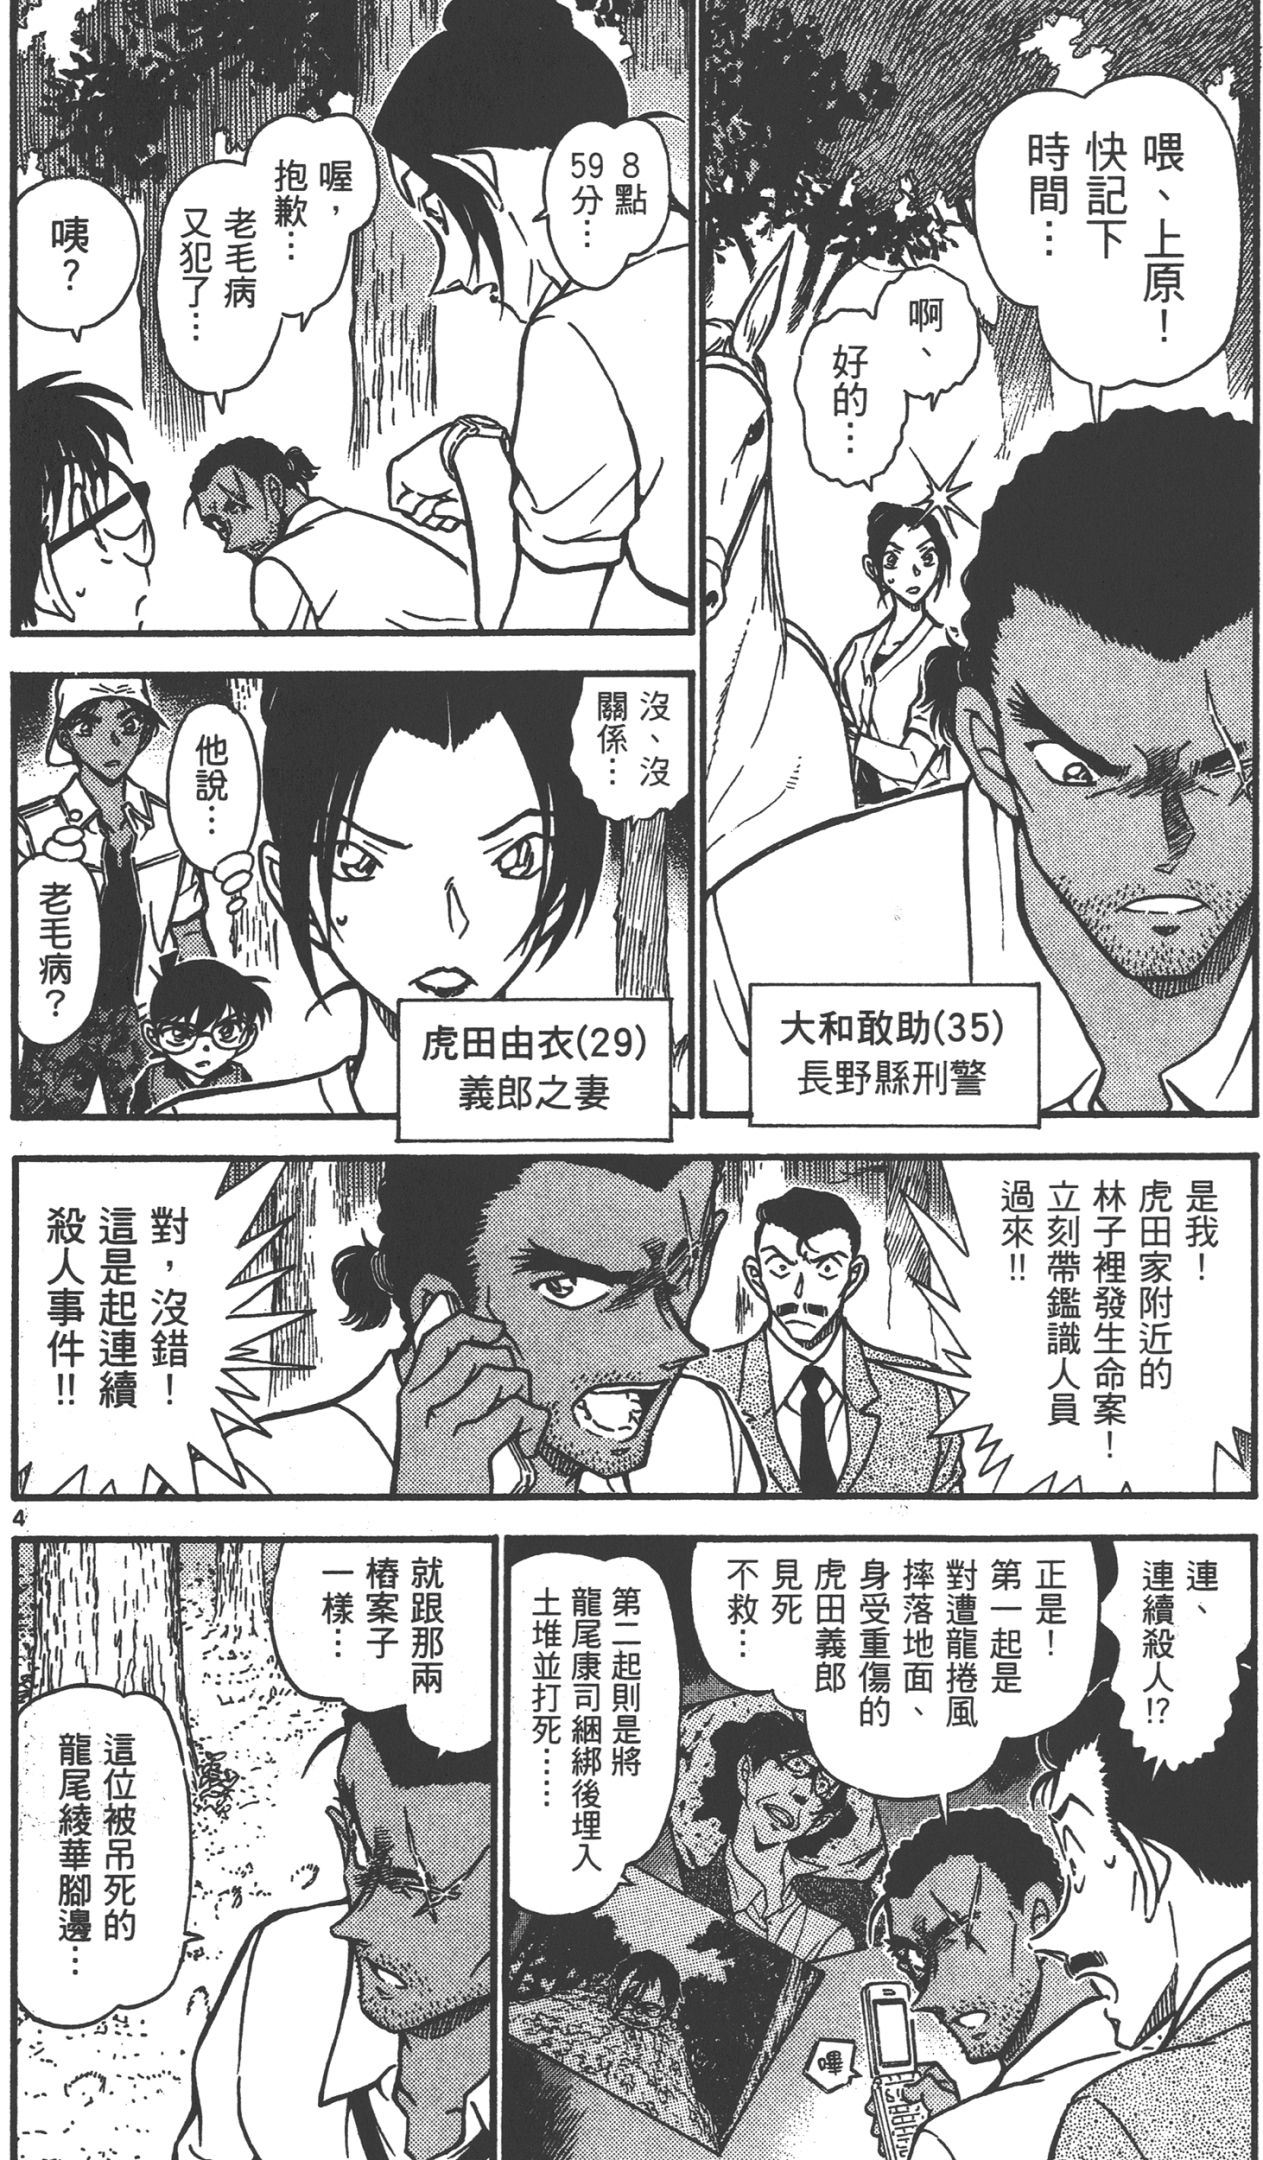 喂、上原！
快記下
時間…
啊、
好的…
大和敢助(35)
長野縣刑警
8點
59分…
喔，
抱歉…
老毛病
又犯了…
咦？
沒、沒
關係…
虎田由衣(29)
義郎之妻
他說…
老毛病？
是我！
虎田家附近的
林子裡發生命案！
立刻帶鑑識人員
過來!!
對，沒錯！
這是起連續
殺人事件!!
4
連、
連續殺人!?
正是！
第一起是
對遭龍捲風
摔落地面、
身受重傷的
虎田義郎
見死
不救…
第二起則是將
龍尾康司綑綁後埋入
土堆並打死……
嗶
就跟那兩
樁案子
一樣…
這位被吊死的
龍尾綾華腳邊…